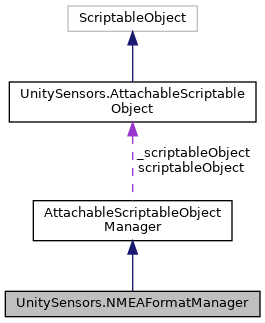 ScriptableObject
UnitySensors.AttachableScriptable
Object
_scriptableObject
scriptableObject
AttachableScriptableObject
Manager
UnitySensors.NMEAFormatManager